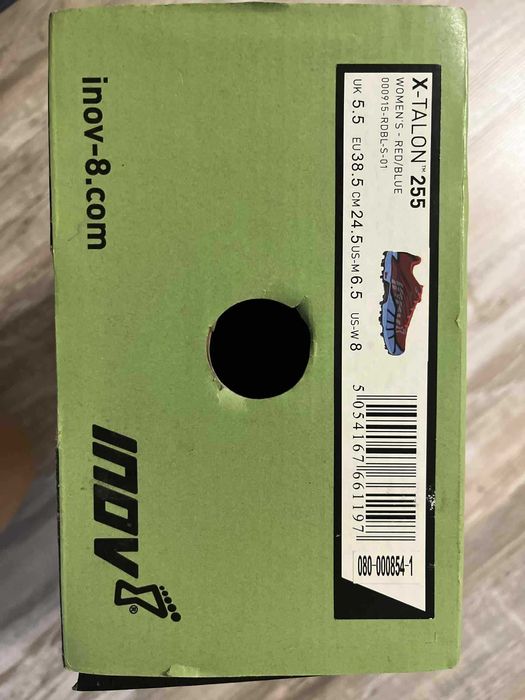 X-TALON™ 255
WOMEN'S - RED/BLUE
000915-RDBL-S-01
UK 5.5 EU 38.5 CM 24.5 US-M 6.5 US-W 8
5 054167 661197
080-000854-1
inov-8.com
INOV8®